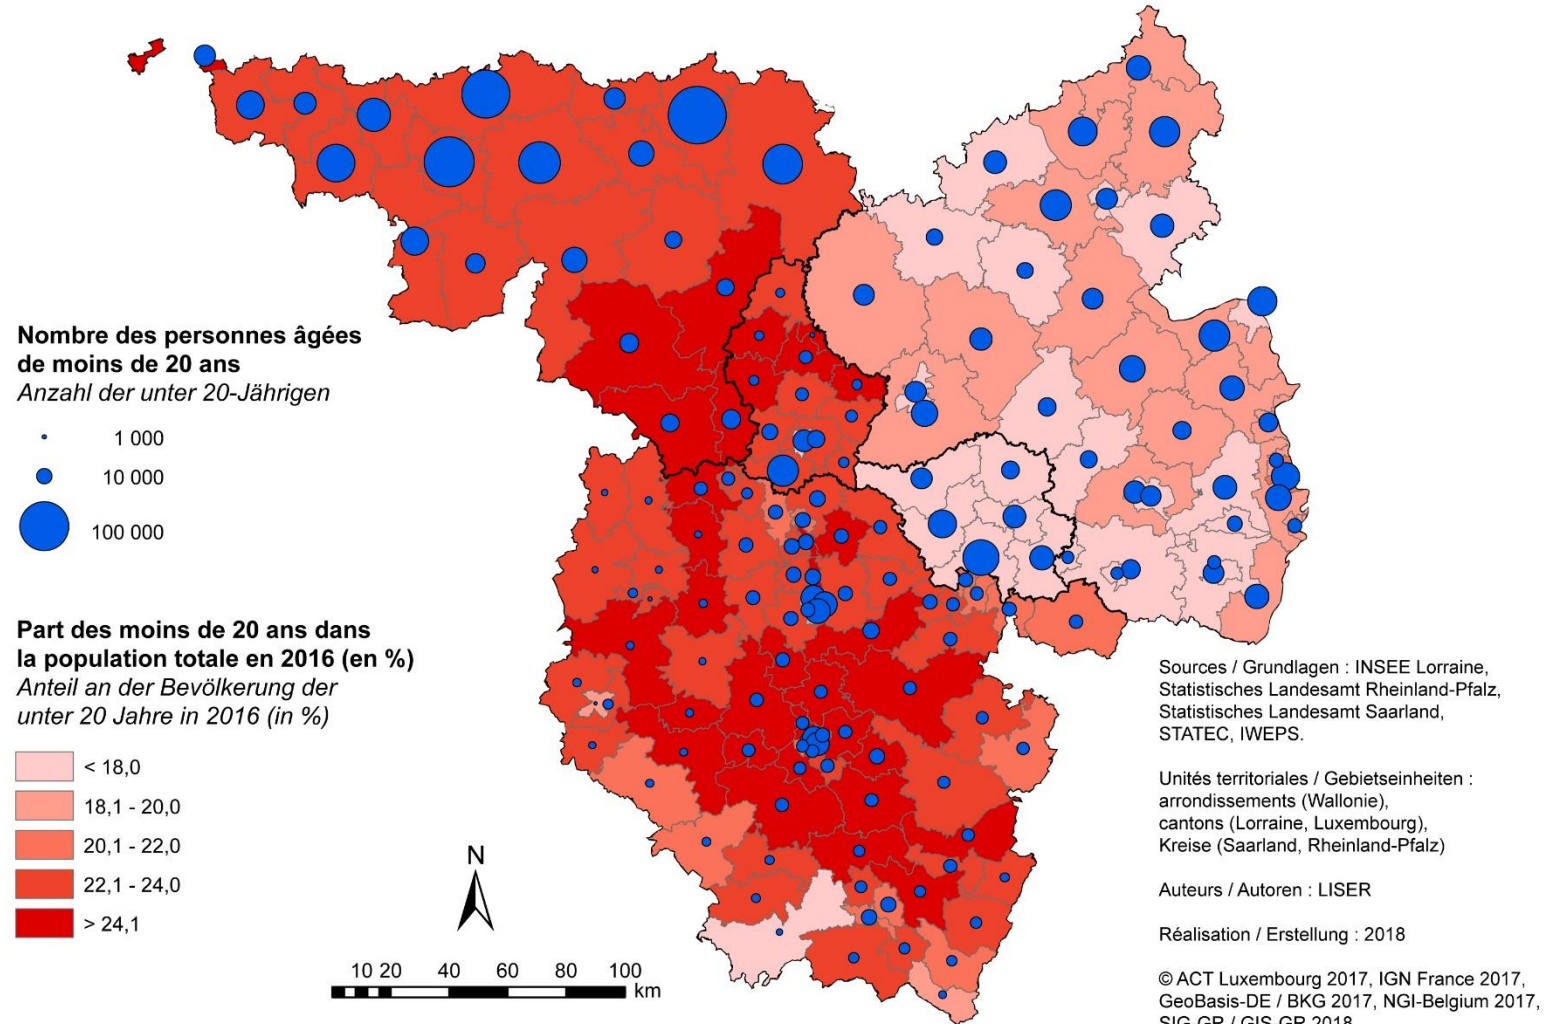 Nombre des personnes âgées
de moins de 20 ans
Anzahl der unter 20-Jährigen
1 000
10 000
100 000
Part des moins de 20 ans dans
la population totale en 2016 (en %)
Anteil an der Bevölkerung der
unter 20 Jahre in 2016 (in %)
< 18,0
18,1 - 20,0
20,1 - 22,0
22,1 - 24,0
> 24,1
N
10 20 40 60 80 100
km
Sources / Grundlagen : INSEE Lorraine,
Statistisches Landesamt Rheinland-Pfalz,
Statistisches Landesamt Saarland,
STATEC, IWEPS.
Unités territoriales / Gebietseinheiten :
arrondissements (Wallonie),
cantons (Lorraine, Luxembourg),
Kreise (Saarland, Rheinland-Pfalz)
Auteurs / Autoren : LISER
Réalisation / Erstellung : 2018
© ACT Luxembourg 2017, IGN France 2017,
GeoBasis-DE / BKG 2017, NGI-Belgium 2017,
SIG-GR / GIS-GR 2018